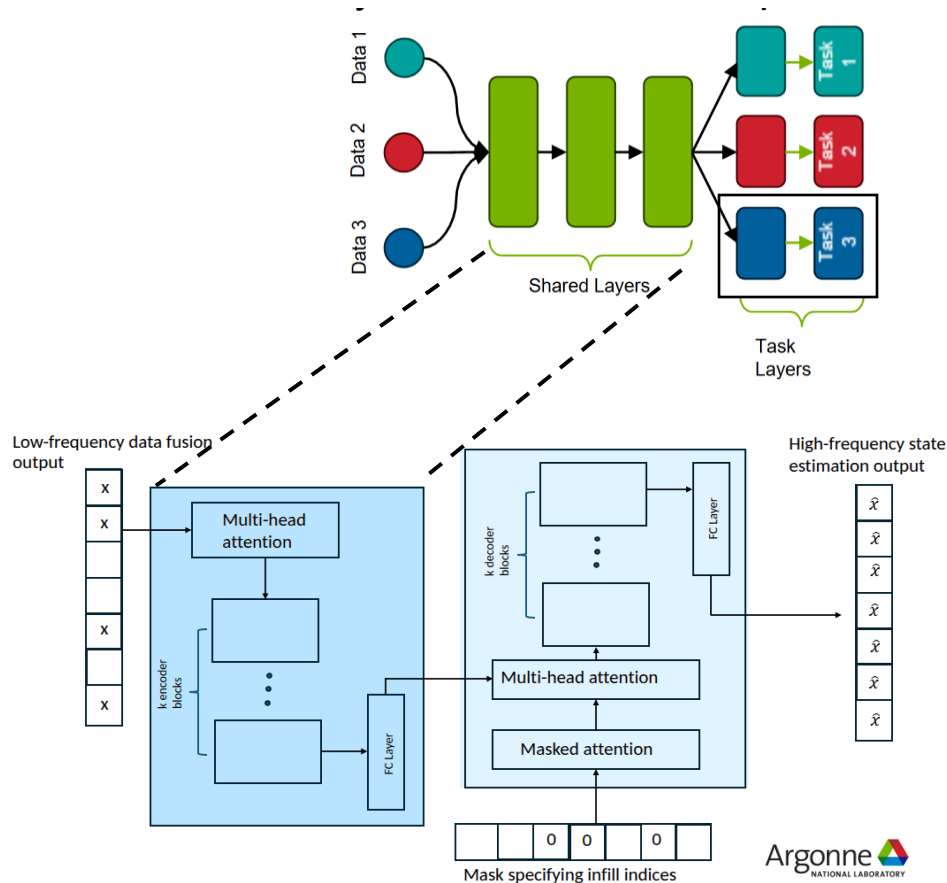 Data 1
Data 2
Data 3
Task
1
Task
2
Task
3
Shared Layers
Task
Layers
Low-frequency data fusion
output
x
x
x
x
Multi-head
attention
k encoder
blocks
FC Layer
k decoder
blocks
FC Layer
Multi-head attention
Masked attention
0 0 0
Mask specifying infill indices
High-frequency state
estimation output
x̂
x̂
x̂
x̂
x̂
x̂
x̂
Argonne
NATIONAL LABORATORY